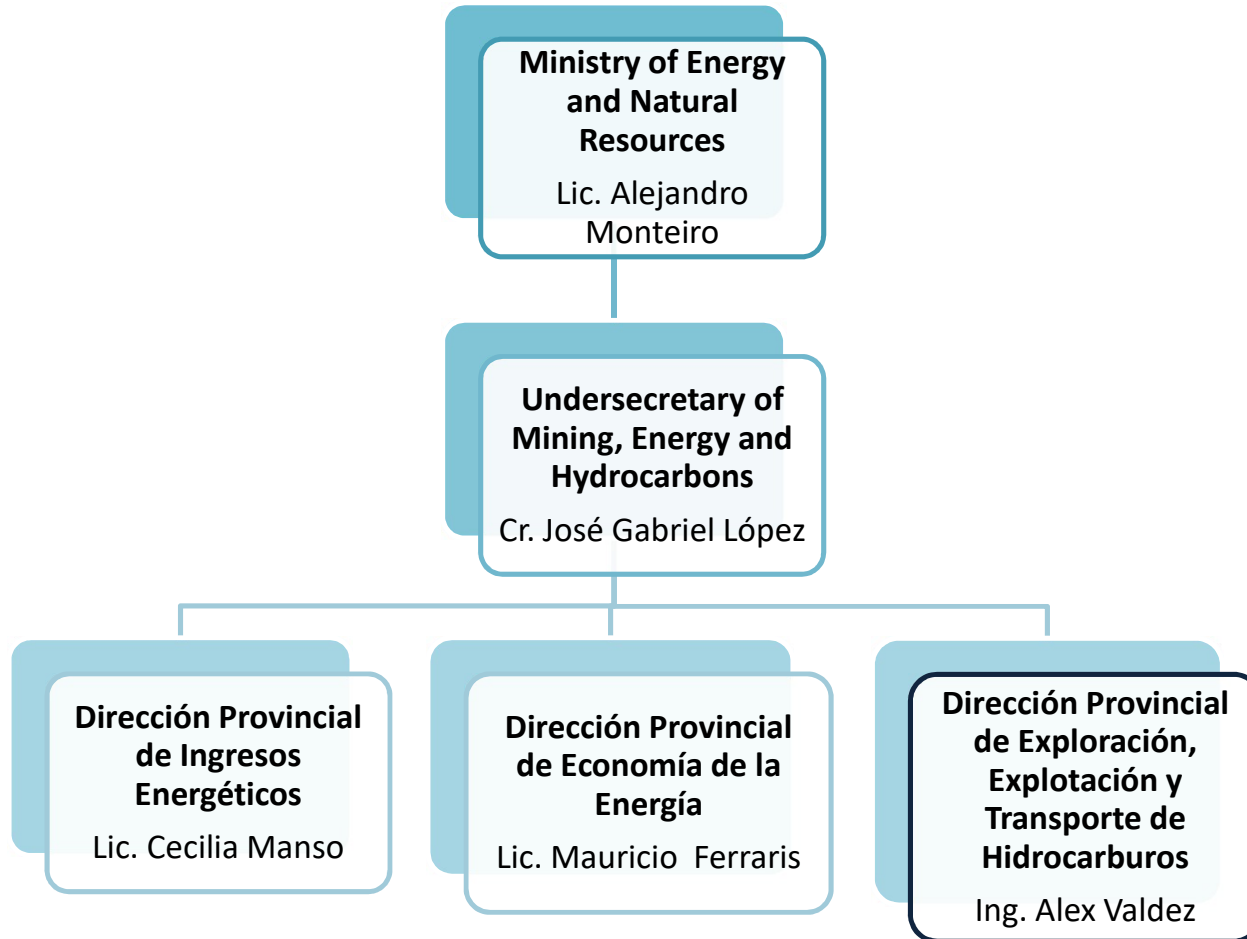 Ministry of Energy
and Natural
Resources
Lic. Alejandro
Monteiro
Undersecretary of
Mining, Energy and
Hydrocarbons
Cr. José Gabriel López
Dirección Provincial
de Ingresos
Energéticos
Lic. Cecilia Manso
Dirección Provincial
de Economía de la
Energía
Lic. Mauricio Ferraris
Dirección Provincial
de Exploración,
Explotación y
Transporte de
Hidrocarburos
Ing. Alex Valdez